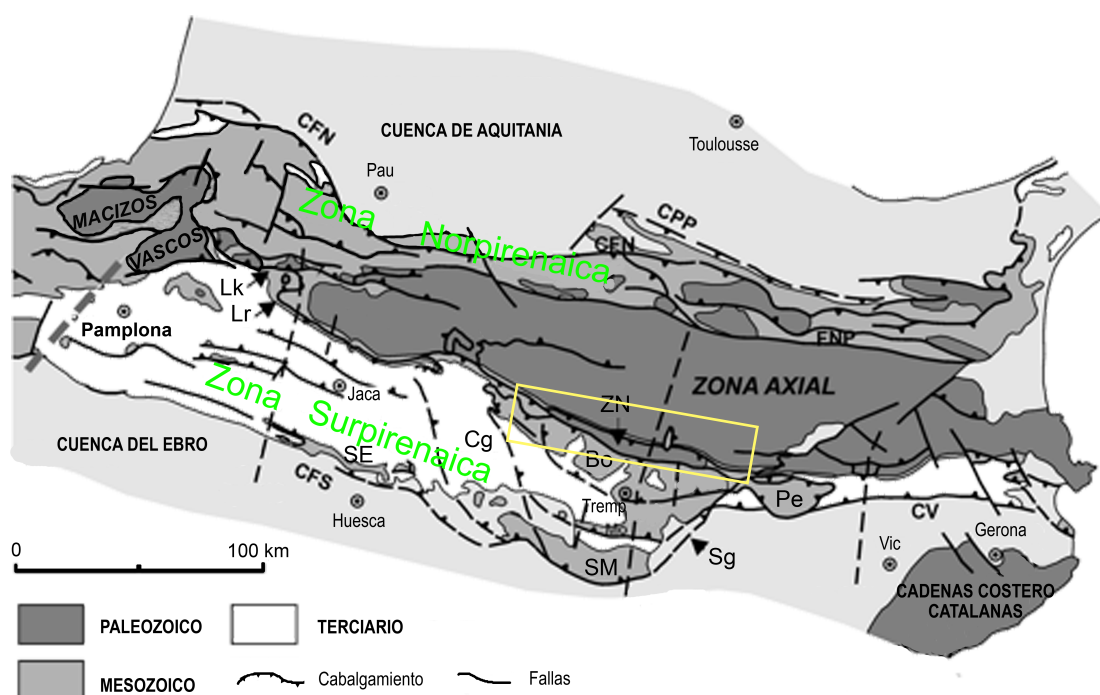 CFN
CUENCA DE AQUITANIA
Toulousse
Pau
MACIZOS
VASCOS
Zona Norpirenaica
CPP
CFN
Lk
Lr
Pamplona
FNP
ZONA AXIAL
Jaca
ZN
Zona Surpirenaica
CUENCA DEL EBRO
Cg
SE
Bo
CFS
Tremp
Pe
CV
Huesca
Gerona
Vic
Sg
SM
0 100 km
CADENAS COSTERO
CATALANAS
PALEOZOICO
TERCIARIO
MESOZOICO
Cabalgamiento
Fallas